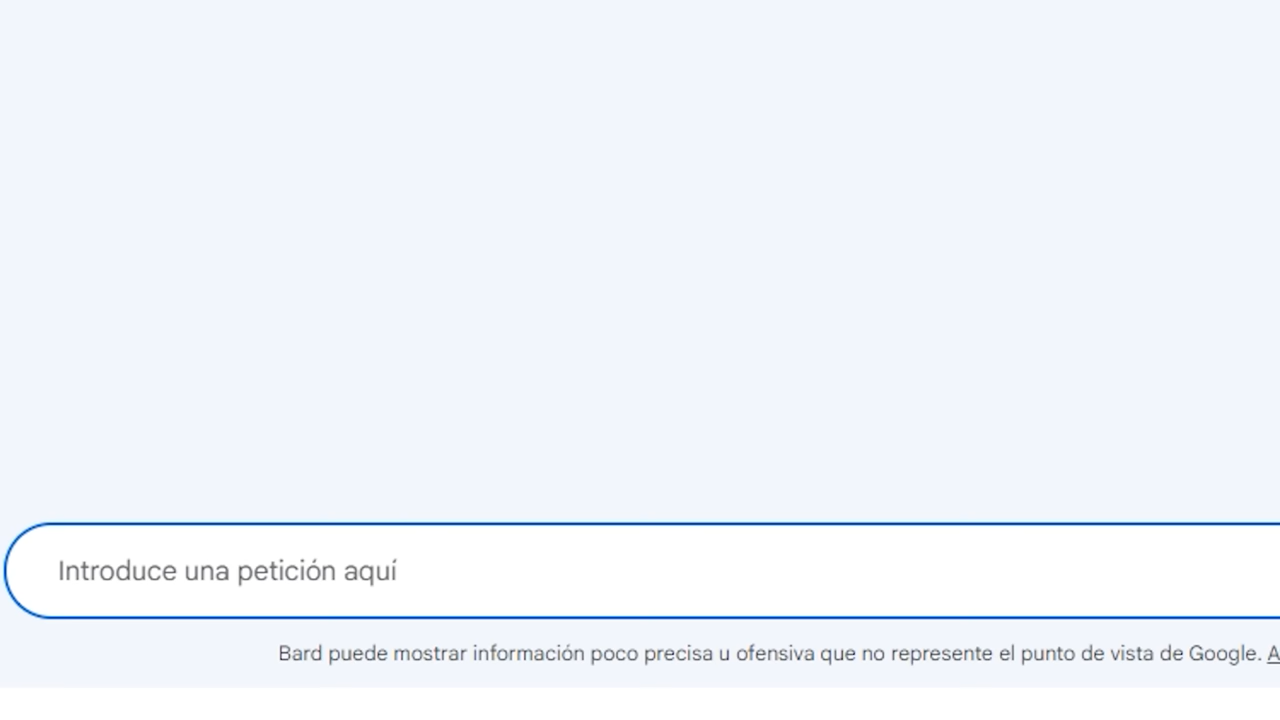 Introduce una petición aquí
Bard puede mostrar información poco precisa u ofensiva que no represente el punto de vista de Google. A